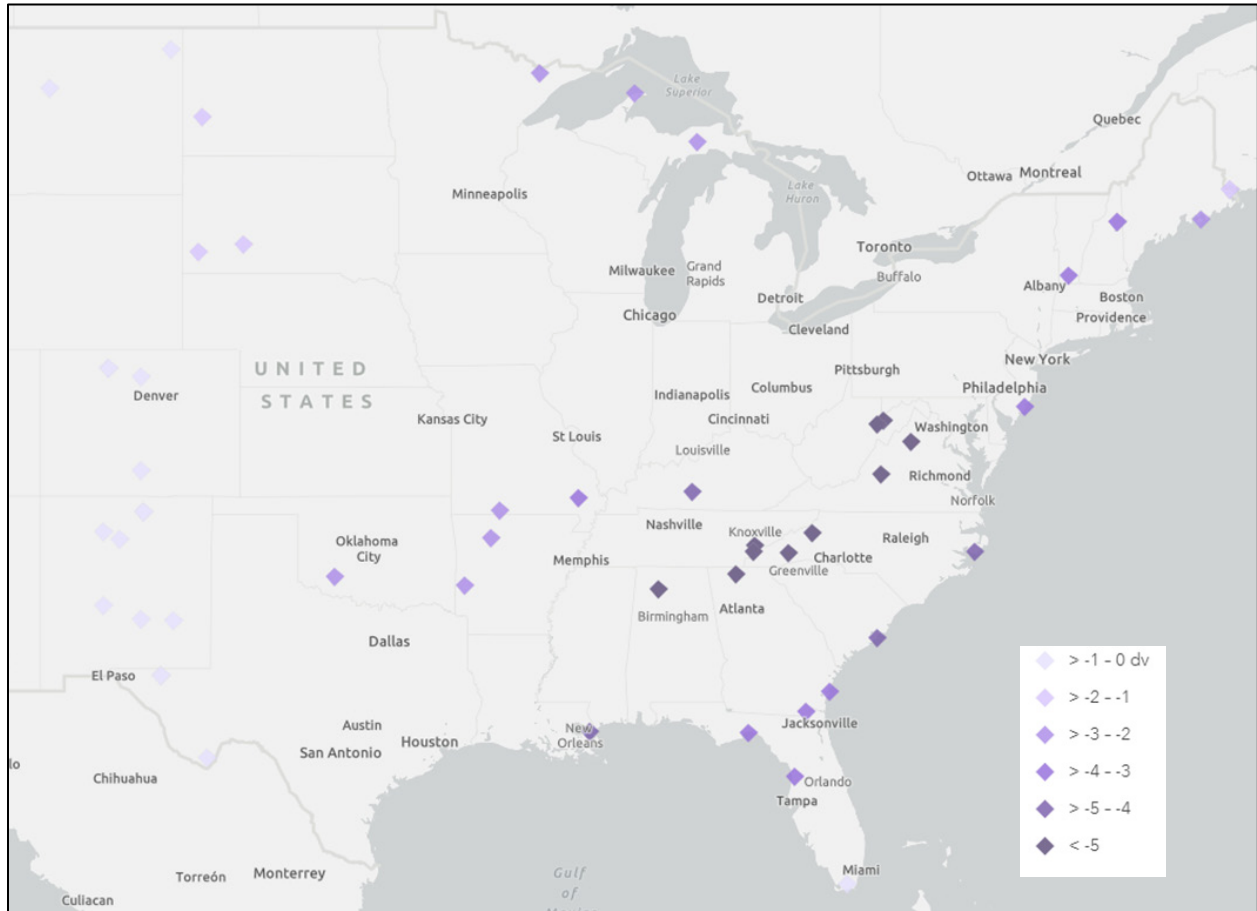 Lake
Superior
Quebec
Ottawa
Montreal
Minneapolis
Lake
Huron
Toronto
Milwaukee
Grand
Rapids
Buffalo
Albany
Boston
Detroit
Chicago
Providence
Cleveland
New York
UNITED
STATES
Denver
Pittsburgh
Columbus
Philadelphia
Indianapolis
Kansas City
Cincinnati
Washington
St Louis
Louisville
Richmond
Norfolk
Nashville
Knoxville
Raleigh
Oklahoma
City
Memphis
Charlotte
Greenville
Birmingham
Atlanta
Dallas
El Paso
> -1 - 0 dv
> -2 - -1
> -3 - -2
> -4 - -3
> -5 - -4
< -5
Austin
New
Orleans
Jacksonville
San Antonio
Houston
lo
Chihuahua
Orlando
Tampa
Torreón
Monterrey
Gulf
of
Miami
Culiacan